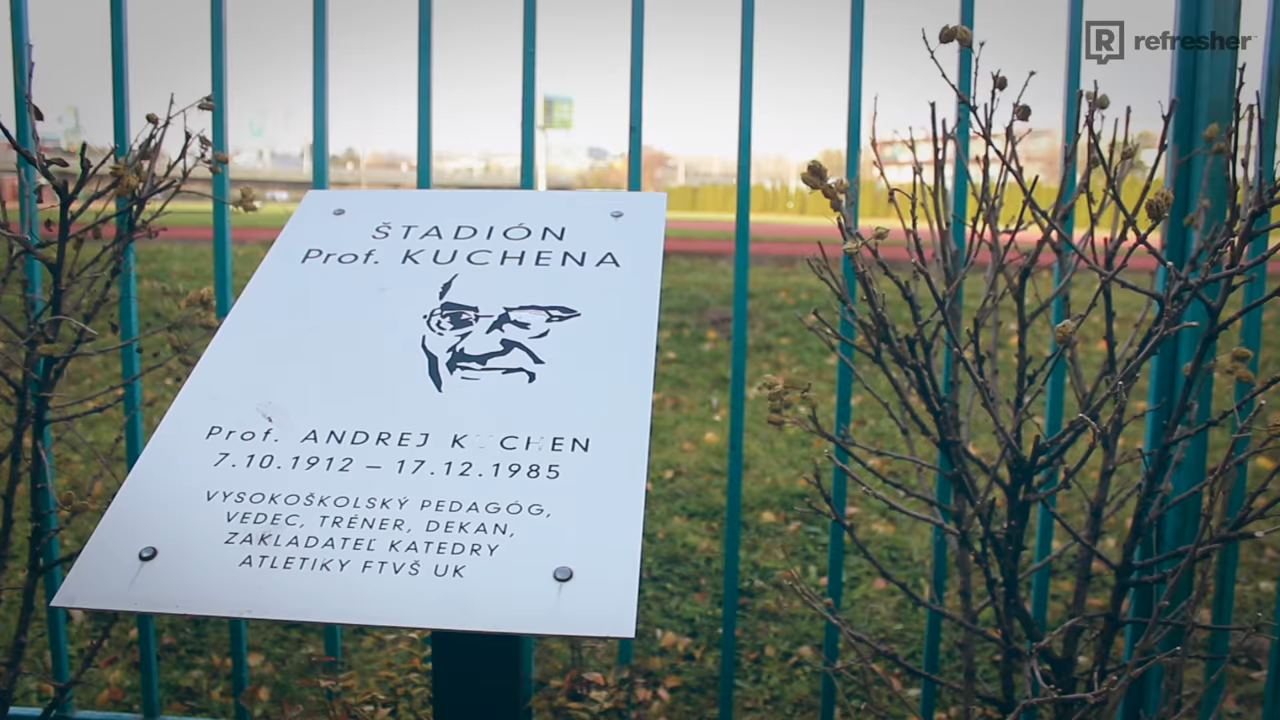 R refresher
ŠTADIÓN
Prof. KUCHENA
Prof. ANDREJ K CHEN
7.10.1912 – 17.12.1985
VYSOKOŠKOLSKÝ PEDAGÓG,
VEDEC, TRÉNER, DEKAN,
ZAKLADATEĽ KATEDRY
ATLETIKY FTVŠ UK